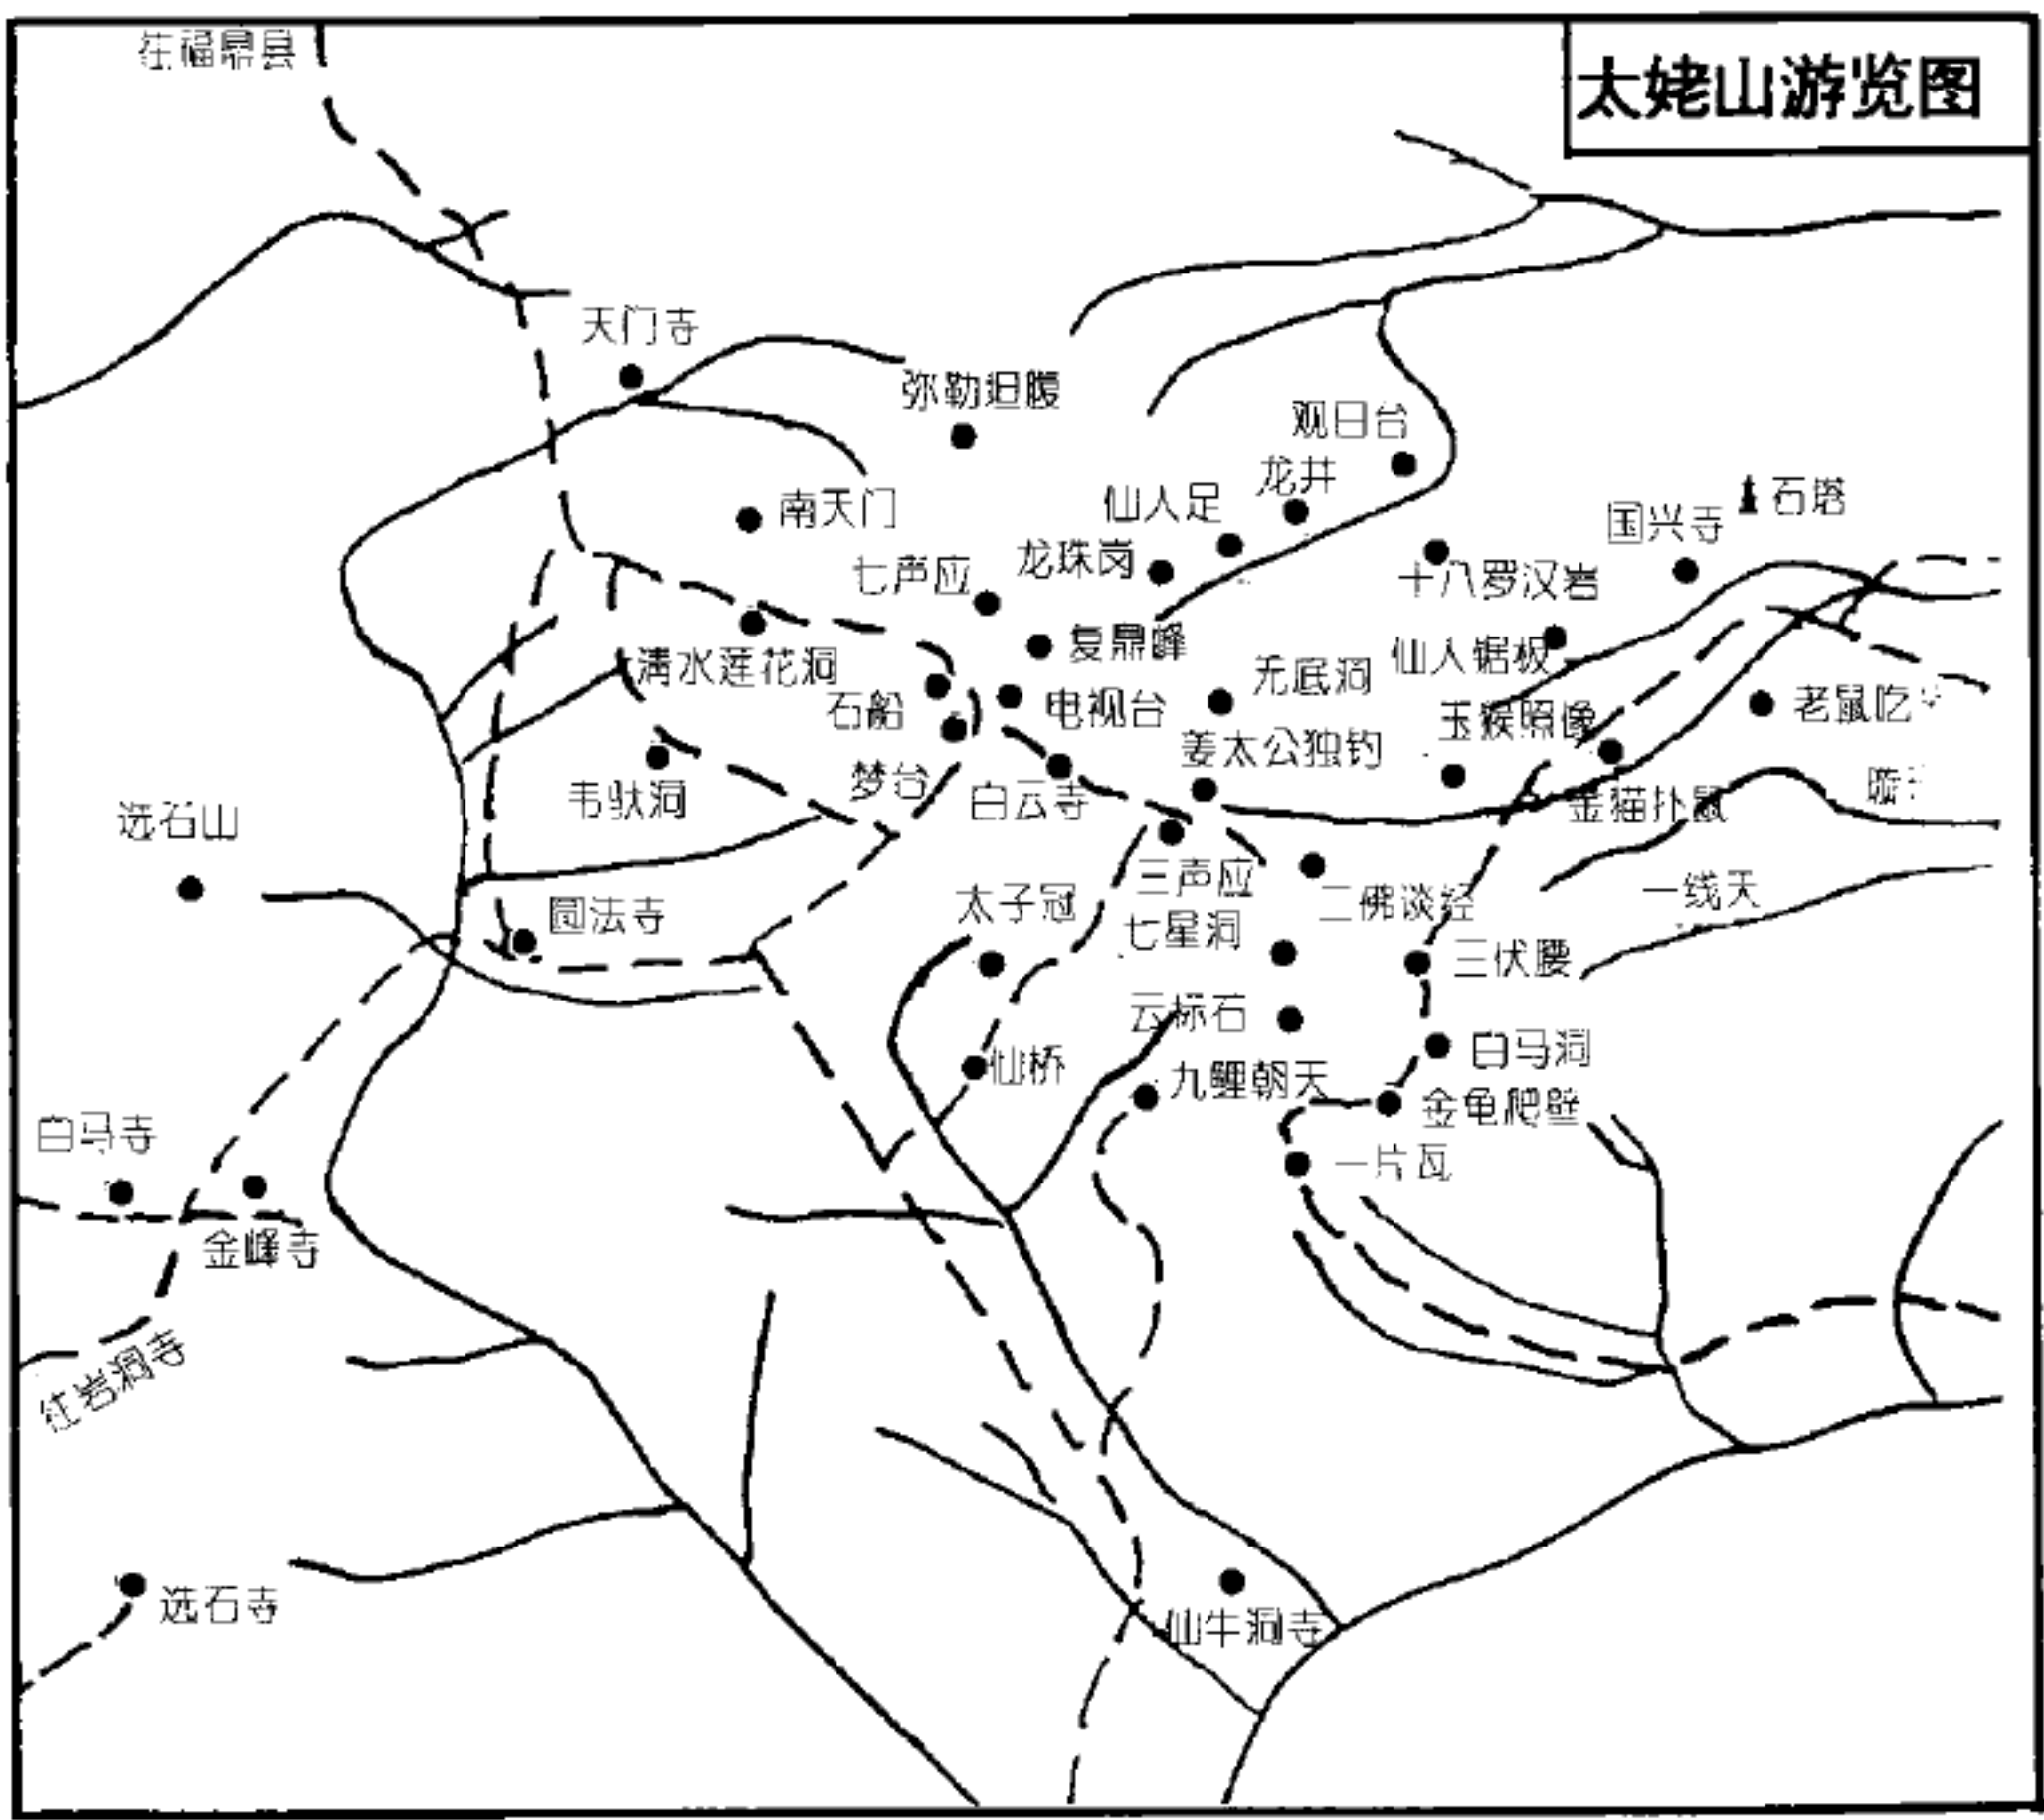 往福鼎县
太姥山游览图
天门寺
弥勒坦腹
观日台
龙井
仙人足
石塔
南天门
国兴寺
龙珠岗
七声应
十八罗汉岩
复鼎峰
清水莲花洞
无底洞
仙人锯板
石船
电视台
老鼠吃
玉猴照像
姜太公独钓
梦台
白云寺
韦驮洞
金猫扑鼠
选石山
三声应
一线天
二佛谈经
太子冠
圆法寺
七星洞
三伏腰
云标石
白马洞
仙桥
九鲤朝天
金龟爬壁
白马寺
一片瓦
金峰寺
红岩洞寺
选石寺
仙牛洞寺